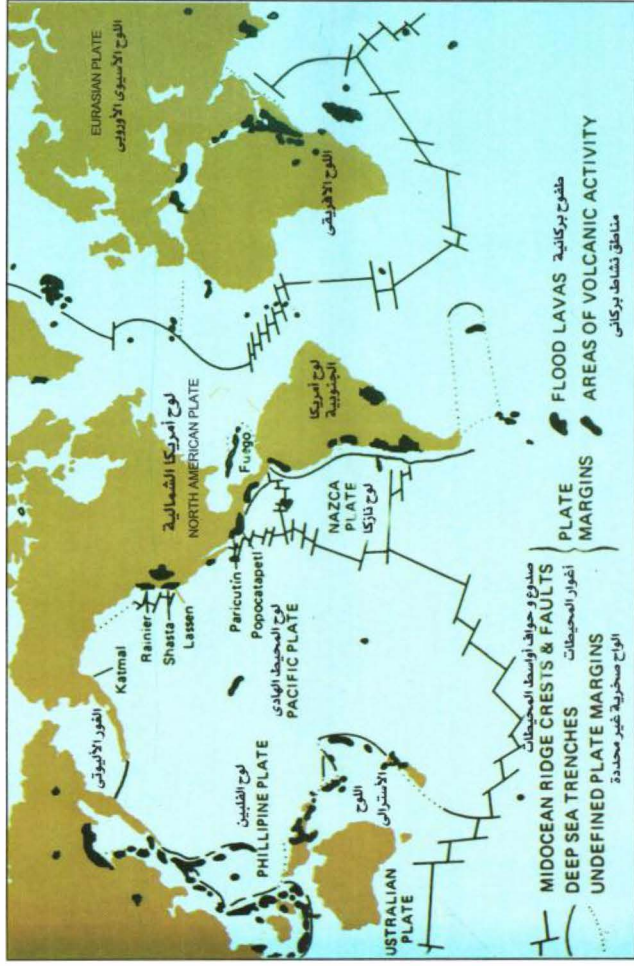 EURASIAN PLATE
اللوح الآسيوى الأوروبى
اللوح الأفريقى
لوح أمريكا الشمالية
NORTH AMERICAN PLATE
لوح أمريكا
الجنوبية
Fuego
NAZCA
PLATE
لوح نازكا
Katmal
Rainier
Shasta
Lassen
Paricutin
Popocatapetl
لوح المحيط الهادى
PACIFIC PLATE
الغور الأليوتى
لوح الفلبين
PHILLIPINE PLATE
اللوح
الأسترالى
USTRALIAN
PLATE
صدوع و حواف أواسط المحيطات
MIDOCEAN RIDGE CRESTS & FAULTS
DEEP SEA TRENCHES أغوار المحيطات
UNDEFINED PLATE MARGINS
الواح صخرية غير محددة
PLATE
MARGINS
FLOOD LAVAS طفوح بركانية
AREAS OF VOLCANIC ACTIVITY
مناطق نشاط بركانى